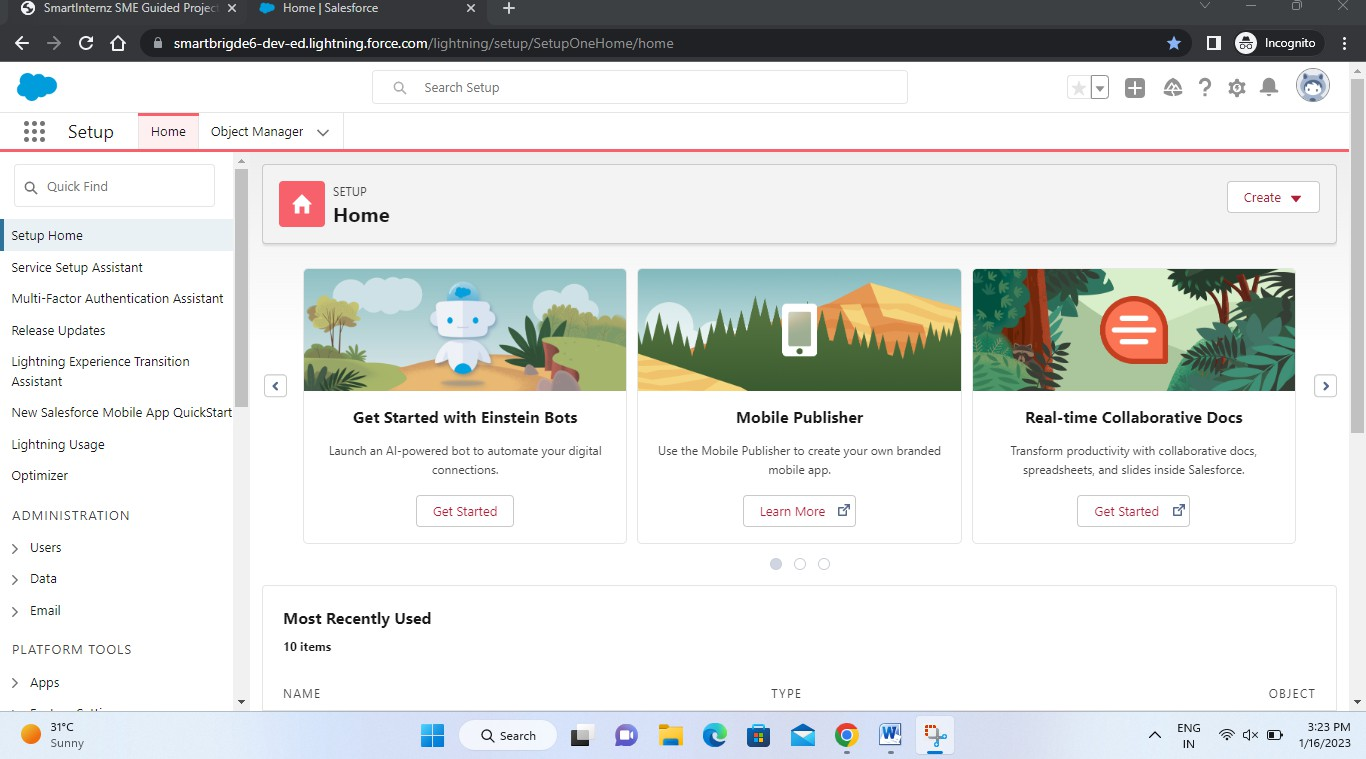 SmartInternz SME Guided Project
Home | Salesforce
smartbrigde6-dev-ed.lightning.force.com/lightning/setup/SetupOneHome/home
Incognito
Search Setup
Setup
Home
Object Manager
Quick Find
Setup Home
Service Setup Assistant
Multi-Factor Authentication Assistant
Release Updates
Lightning Experience Transition
Assistant
New Salesforce Mobile App QuickStart
Lightning Usage
Optimizer
ADMINISTRATION
Users
Data
Email
PLATFORM TOOLS
Apps
SETUP
Home
Create
Get Started with Einstein Bots
Launch an AI-powered bot to automate your digital
connections.
Get Started
Mobile Publisher
Use the Mobile Publisher to create your own branded
mobile app.
Learn More
Real-time Collaborative Docs
Transform productivity with collaborative docs,
spreadsheets, and slides inside Salesforce.
Get Started
Most Recently Used
10 items
NAME
TYPE
OBJECT
31°C
Sunny
Search
ENG
IN
3:23 PM
1/16/2023